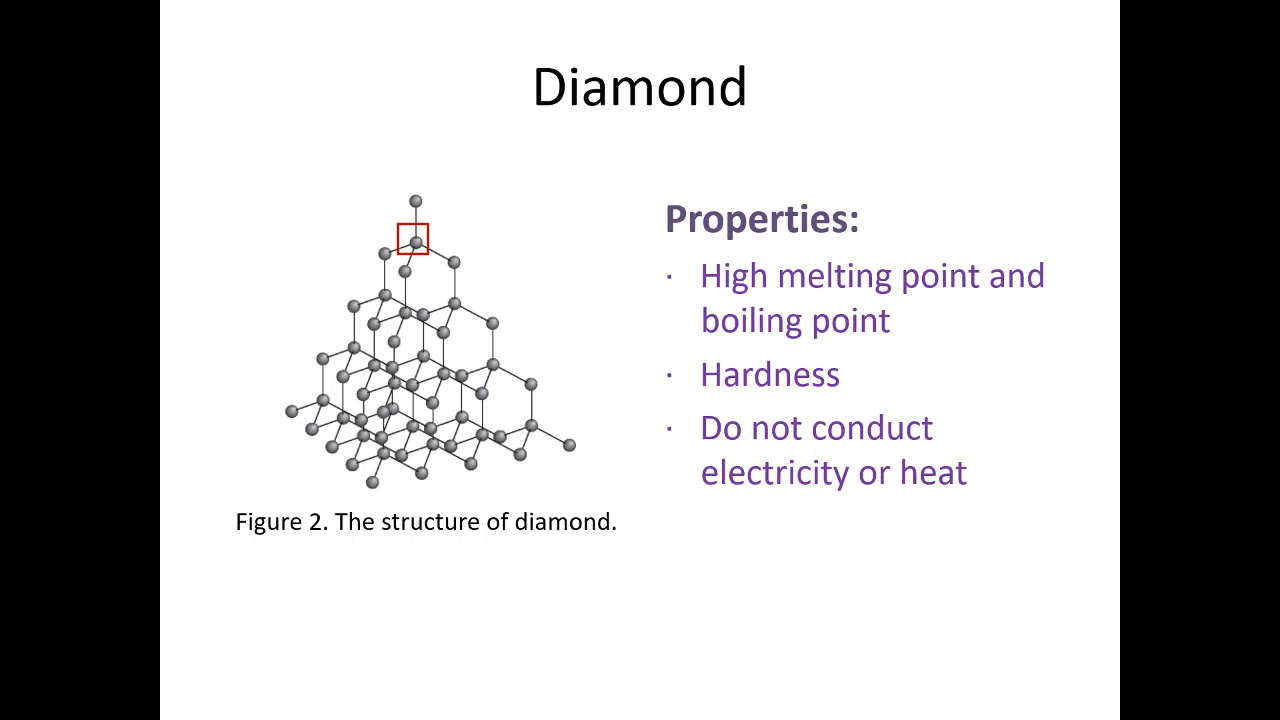 Diamond
Properties:
· High melting point and
boiling point
· Hardness
· Do not conduct
electricity or heat
Figure 2. The structure of diamond.